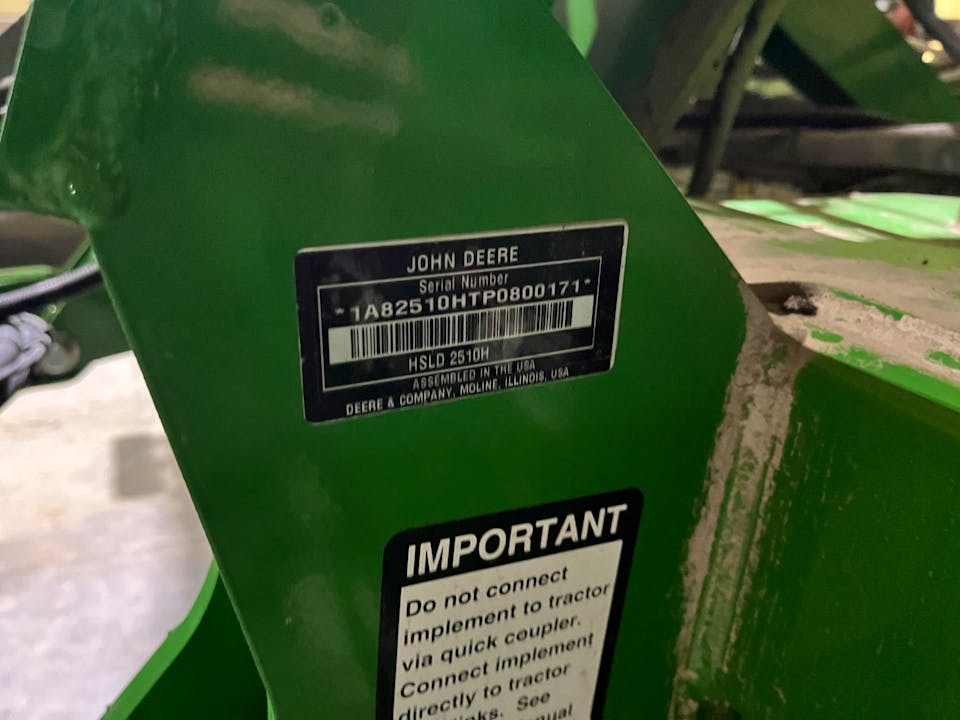 JOHN DEERE
Serial Number
*1A82510HTP0800171*
HSLD 2510H
ASSEMBLED IN THE USA
DEERE & COMPANY, MOLINE, ILLINOIS, USA
IMPORTANT
Do not connect
implement to tractor
via quick coupler.
Connect implement
directly to tractor
See